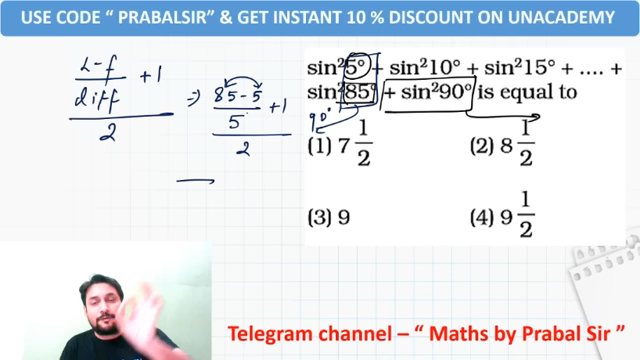 USE CODE “ PRABALSIR” & GET INSTANT 10 % DISCOUNT ON UNACADEMY
L-f
diff
+ 1
2
⇒
85 - 5
5
+ 1
2
sin²5° + sin²10° + sin²15° + .... +
sin²85° + sin²90° is equal to
90°
(1) 7 1/2
(2) 8 1/2
(3) 9
(4) 9 1/2
Telegram channel – “ Maths by Prabal Sir ”